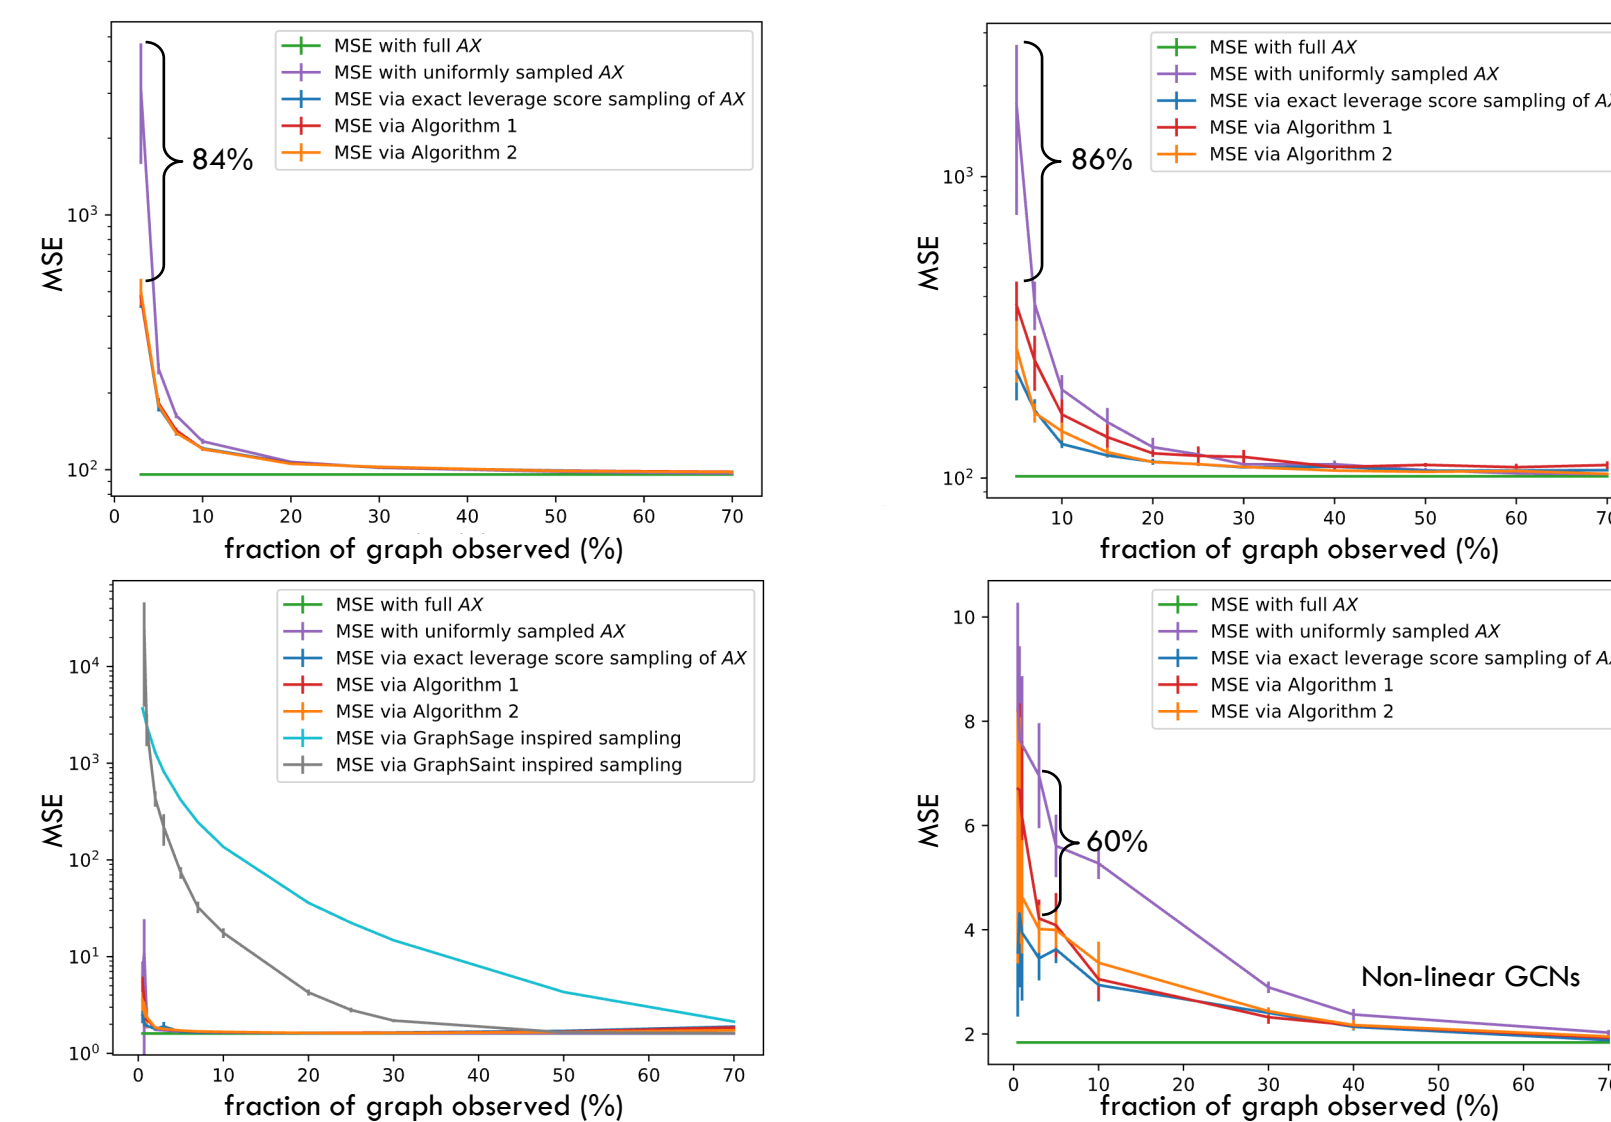 MSE with full AX
MSE with uniformly sampled AX
MSE via exact leverage score sampling of AX
MSE via Algorithm 1
MSE via Algorithm 2
84%
10³
10²
MSE
0 10 20 30 40 50 60 70
fraction of graph observed (%)
MSE with full AX
MSE with uniformly sampled AX
MSE via exact leverage score sampling of AX
MSE via Algorithm 1
MSE via Algorithm 2
86%
10³
10²
MSE
10 20 30 40 50 60 70
fraction of graph observed (%)
MSE with full AX
MSE with uniformly sampled AX
MSE via exact leverage score sampling of AX
MSE via Algorithm 1
MSE via Algorithm 2
MSE via GraphSage inspired sampling
MSE via GraphSaint inspired sampling
10⁴
10³
10²
10¹
10⁰
MSE
0 10 20 30 40 50 60 70
fraction of graph observed (%)
MSE with full AX
MSE with uniformly sampled AX
MSE via exact leverage score sampling of AX
MSE via Algorithm 1
MSE via Algorithm 2
10
8
6
4
2
MSE
60%
Non-linear GCNs
0 10 20 30 40 50 60 70
fraction of graph observed (%)